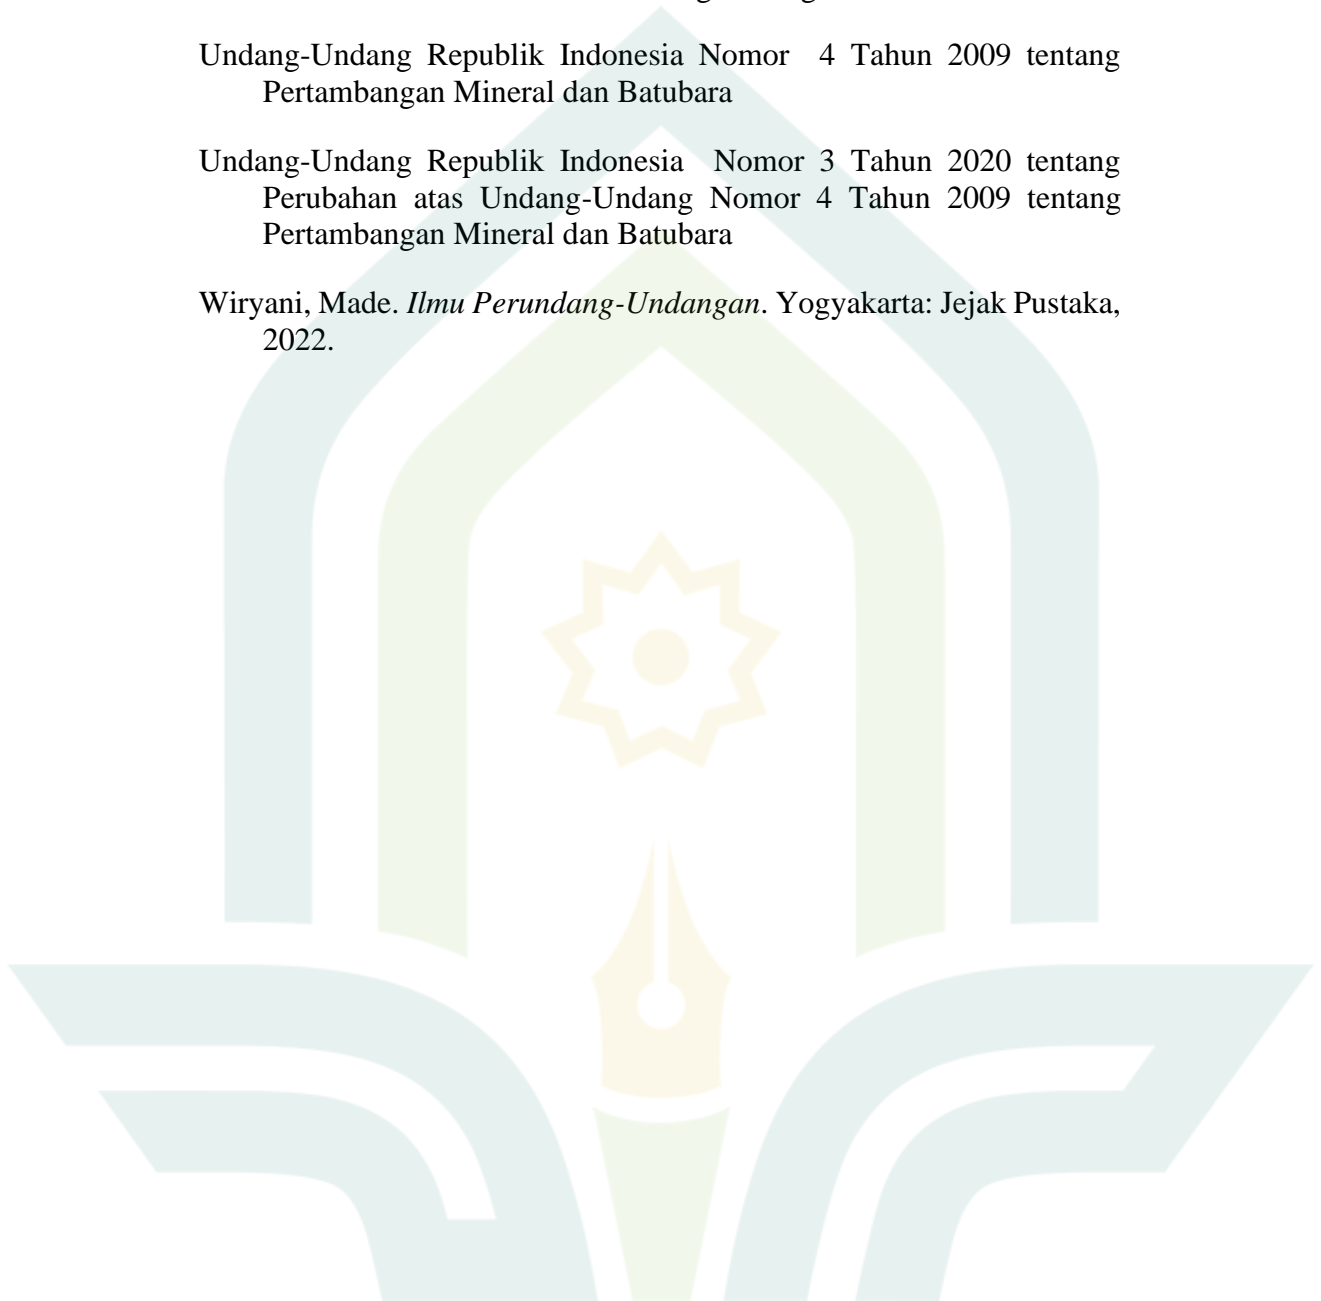 Undang-Undang Republik Indonesia Nomor 4 Tahun 2009 tentang
Pertambangan Mineral dan Batubara
Undang-Undang Republik Indonesia Nomor 3 Tahun 2020 tentang
Perubahan atas Undang-Undang Nomor 4 Tahun 2009 tentang
Pertambangan Mineral dan Batubara
Wiryani, Made. Ilmu Perundang-Undangan. Yogyakarta: Jejak Pustaka,
2022.